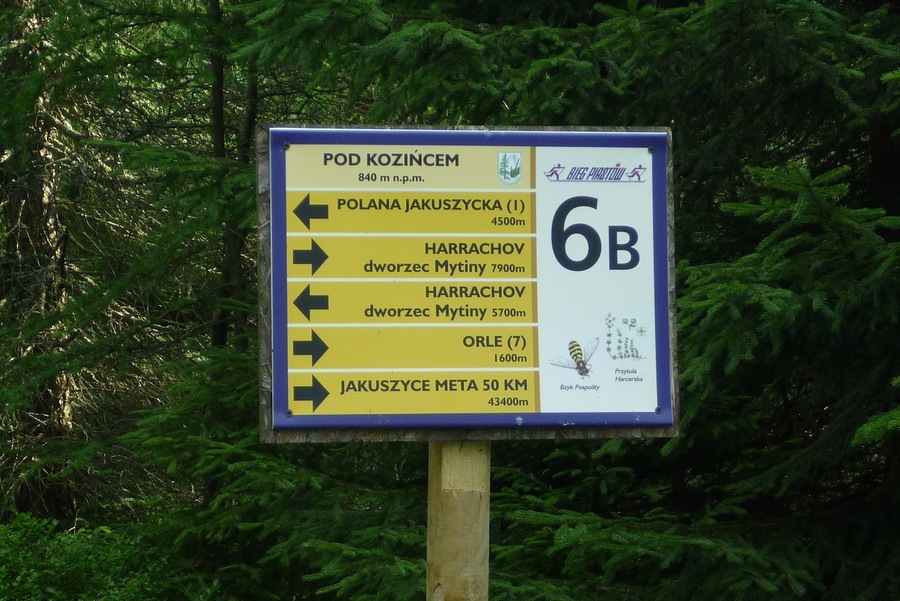 POD KOZIŃCEM
840 m n.p.m.
POLANA JAKUSZYCKA (1)
4500m
HARRACHOV
dworzec Mytiny 7900m
HARRACHOV
dworzec Mytiny 5700m
ORLE (7)
1600m
JAKUSZYCE META 50 KM
43400m
BIEG PIASTÓW
6B
Bzyk Pospolity
Przytula
Harcerska